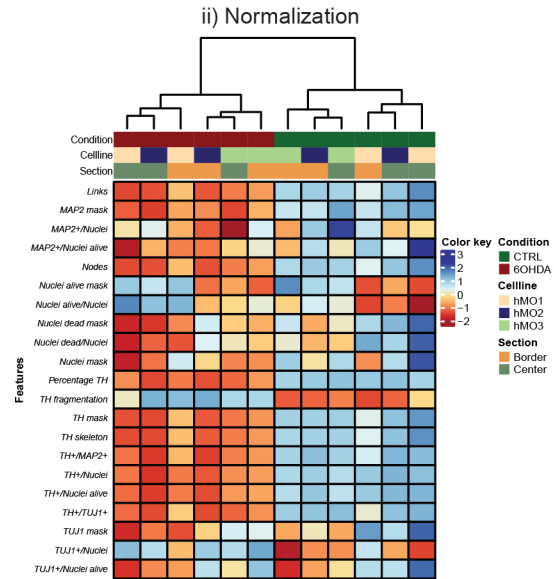 ii) Normalization
Condition
Cellline
Section
Links
MAP2 mask
MAP2+/Nuclei
MAP2+/Nuclei alive
Nodes
Nuclei alive mask
Nuclei alive/Nuclei
Nuclei dead mask
Nuclei dead/Nuclei
Nuclei mask
Percentage TH
TH fragmentation
TH mask
TH skeleton
TH+/MAP2+
TH+/Nuclei
TH+/Nuclei alive
TH+/TUJ1+
TUJ1 mask
TUJ1+/Nuclei
TUJ1+/Nuclei alive
Features
Color key
3
2
1
0
−1
−2
Condition
CTRL
6OHDA
Cellline
hMO1
hMO2
hMO3
Section
Border
Center